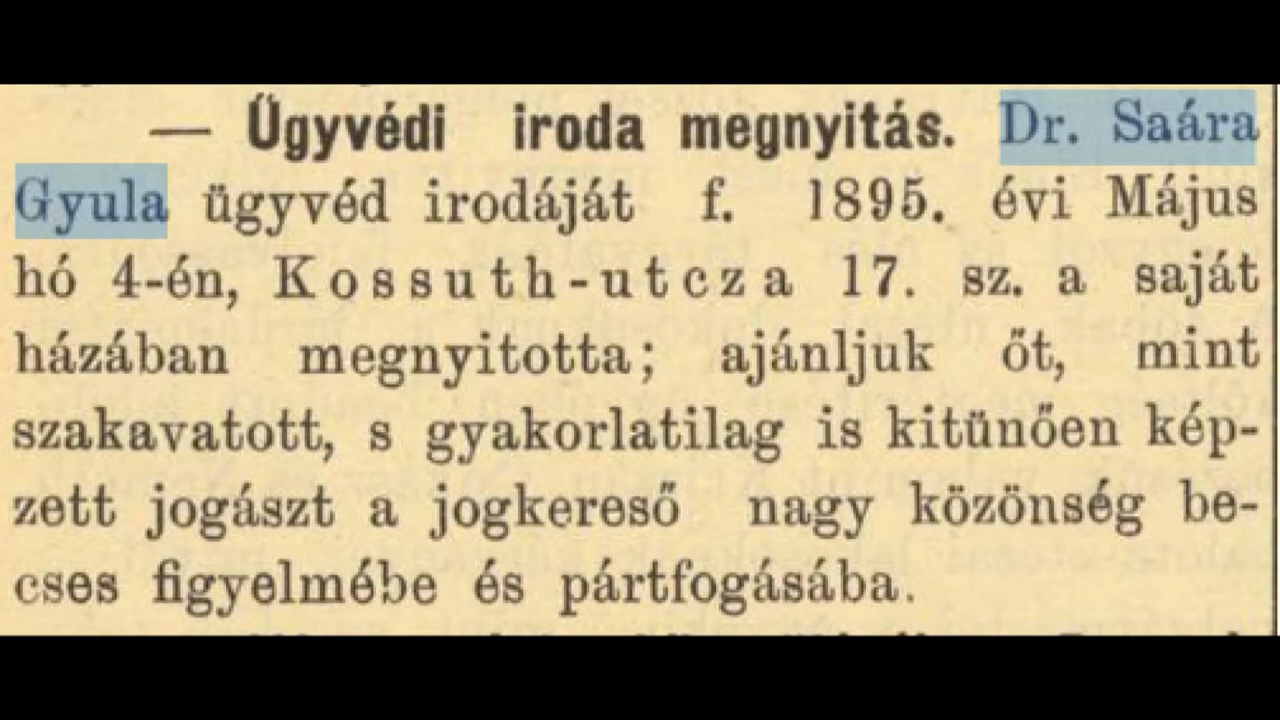 — Ügyvédi iroda megnyitás. Dr. Saára
Gyula ügyvéd irodáját f. 1895. évi Május
hó 4-én, Kossuth-utcza 17. sz. a saját
házában megnyitotta; ajánljuk őt, mint
szakavatott, s gyakorlatilag is kitünően kép-
zett jogászt a jogkereső nagy közönség be-
cses figyelmébe és pártfogásába.